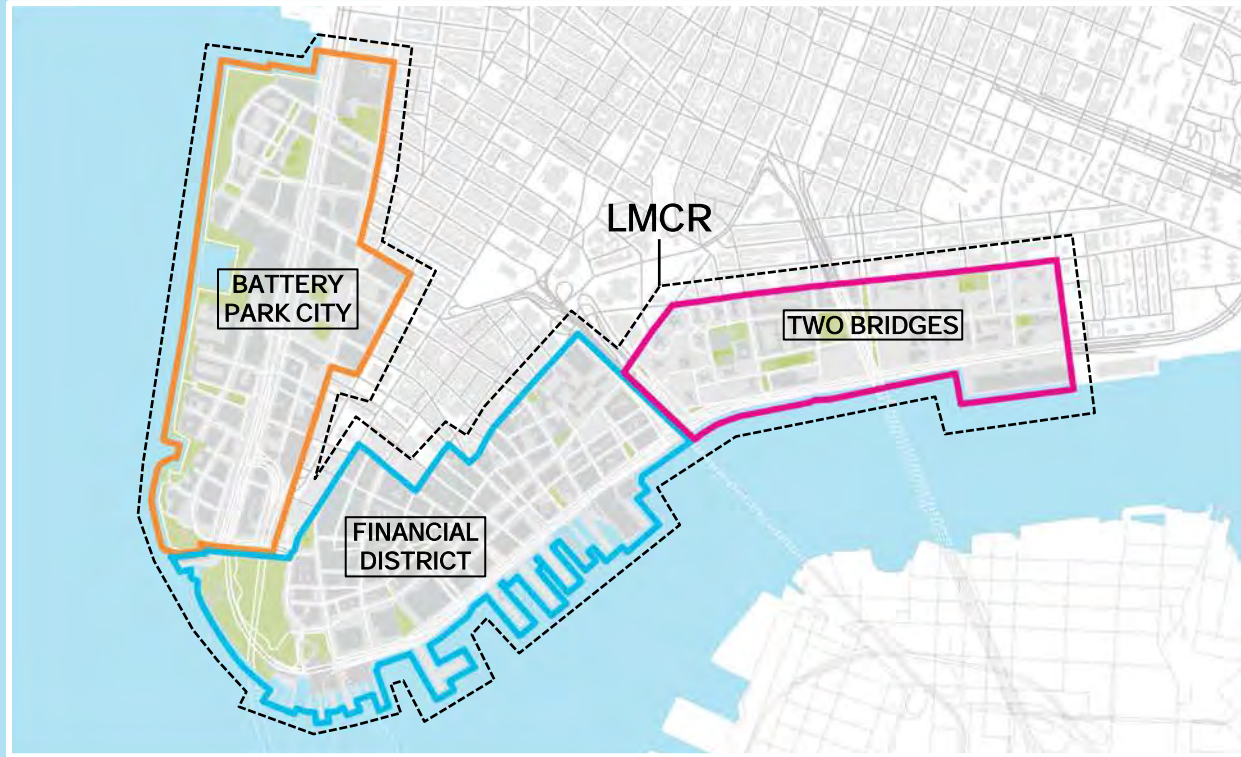 LMCR
BATTERY
PARK CITY
TWO BRIDGES
FINANCIAL
DISTRICT